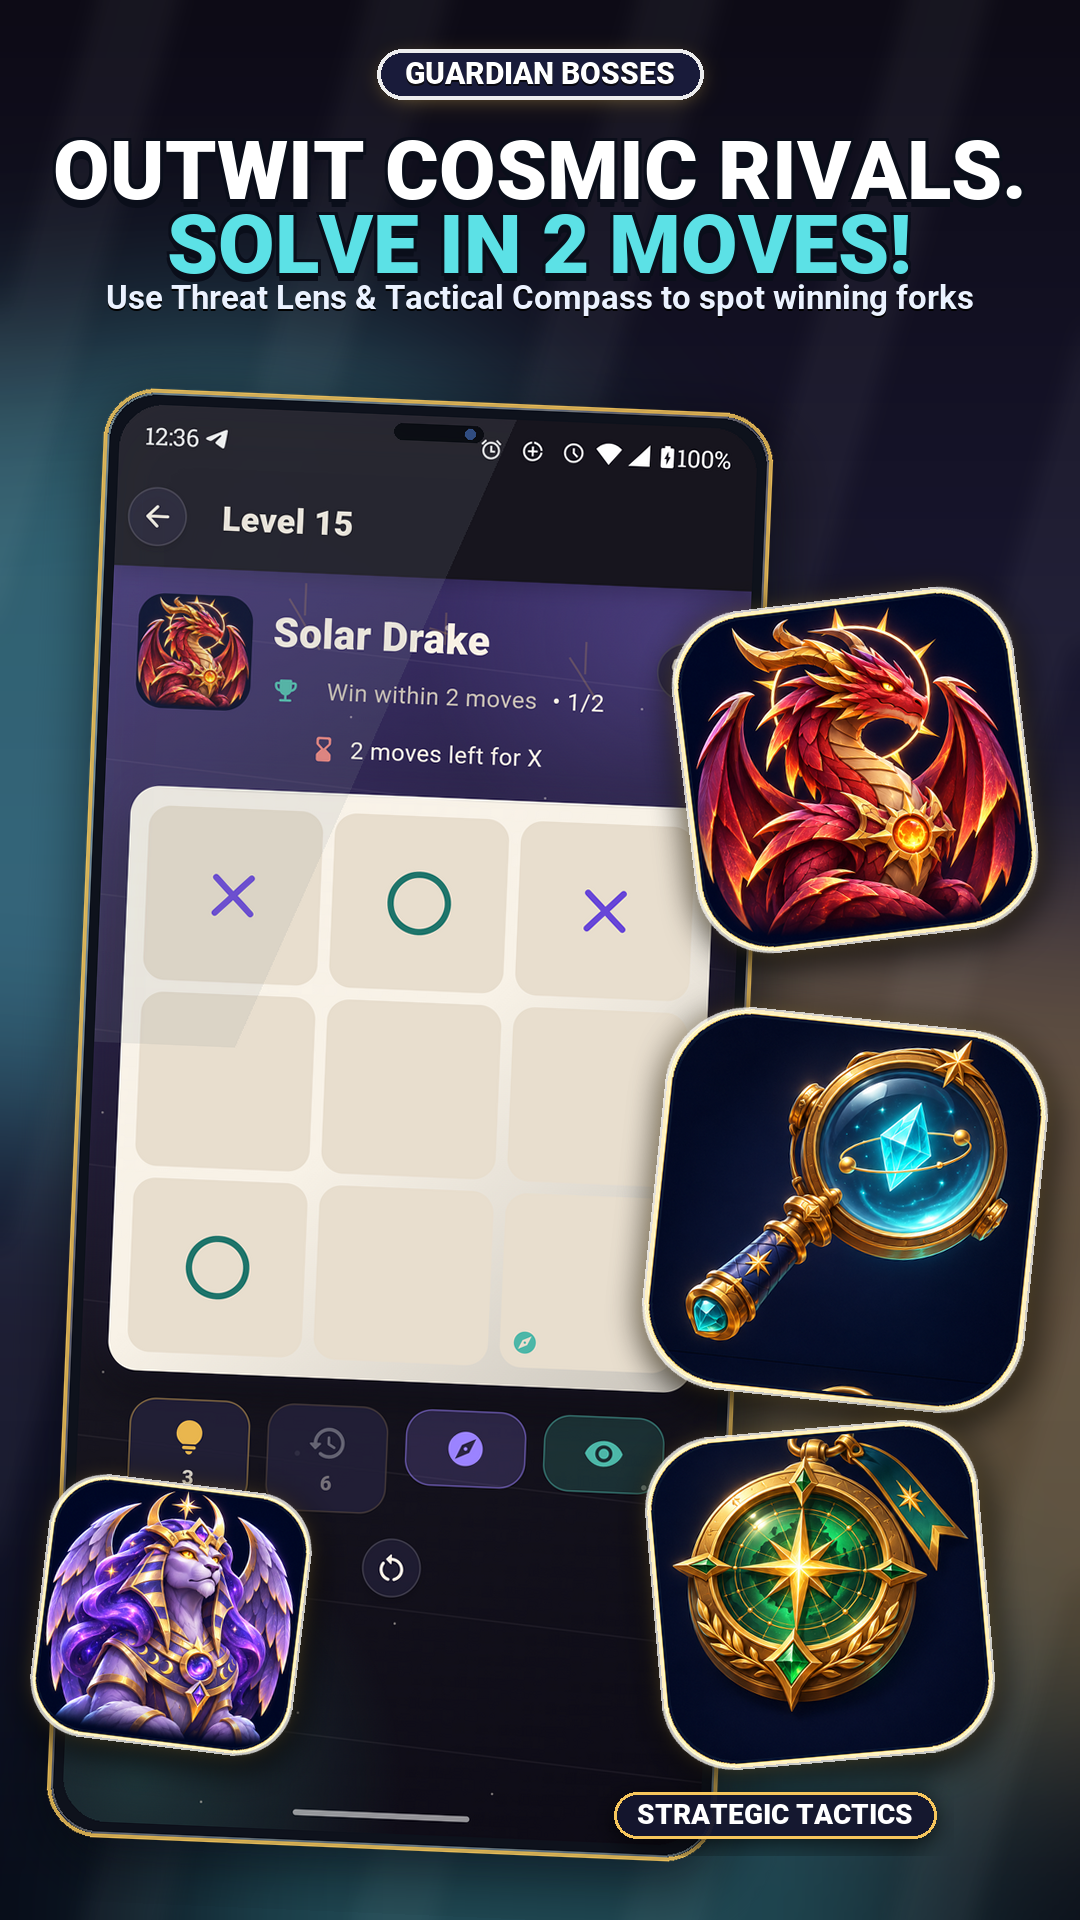 GUARDIAN BOSSES
OUTWIT COSMIC RIVALS.
SOLVE IN 2 MOVES!
Use Threat Lens & Tactical Compass to spot winning forks
12:36 100%
Level 15
Solar Drake
Win within 2 moves • 1/2
2 moves left for X
3
6
STRATEGIC TACTICS